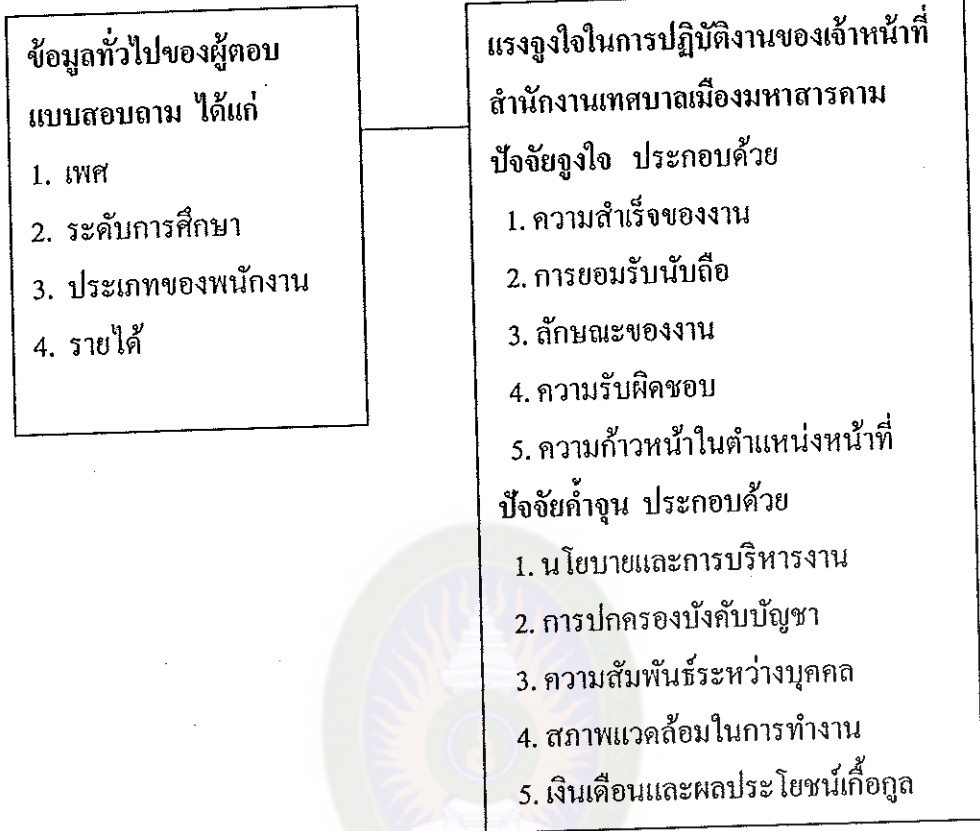 ข้อมูลทั่วไปของผู้ตอบ
แบบสอบถาม ได้แก่
1. เพศ
2. ระดับการศึกษา
3. ประเภทของพนักงาน
4. รายได้
แรงจูงใจในการปฏิบัติงานของเจ้าหน้าที่
สำนักงานเทศบาลเมืองมหาสารคาม
ปัจจัยจูงใจ ประกอบด้วย
1. ความสำเร็จของงาน
2. การยอมรับนับถือ
3. ลักษณะของงาน
4. ความรับผิดชอบ
5. ความก้าวหน้าในตำแหน่งหน้าที่
ปัจจัยค้ำจุน ประกอบด้วย
1. นโยบายและการบริหารงาน
2. การปกครองบังคับบัญชา
3. ความสัมพันธ์ระหว่างบุคคล
4. สภาพแวดล้อมในการทำงาน
5. เงินเดือนและผลประโยชน์เกื้อกูล